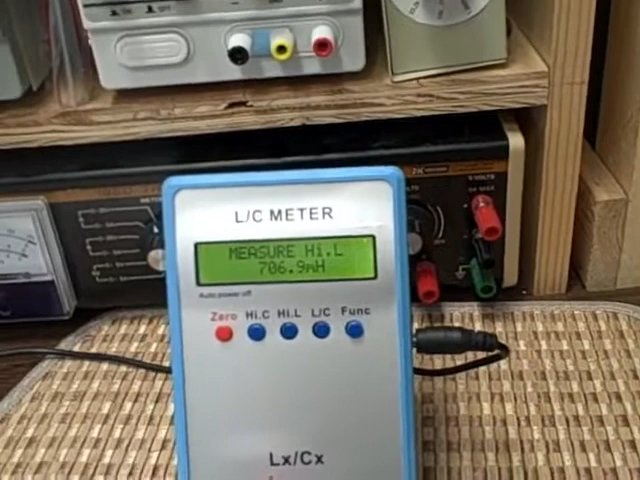 L/C METER
MEASURE Hi.L
706.9mH
Auto power off
Zero Hi.C Hi.L L/C Func
Lx/Cx